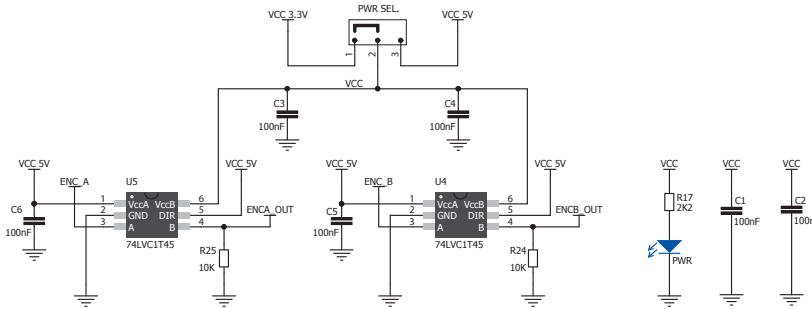 PWR SEL.
VCC 3.3V
VCC 5V
1
2
3
VCC
C3
100nF
C4
100nF
VCC 5V
ENC_A
U5
VCC 5V
1
2
3
VccA
GND
A
VccB
DIR
B
6
5
4
ENCA_OUT
C6
100nF
74LVC1T45
R25
10K
VCC 5V
ENC_B
U4
VCC 5V
1
2
3
VccA
GND
A
VccB
DIR
B
6
5
4
ENCB_OUT
C5
100nF
74LVC1T45
R24
10K
VCC
R17
2K2
PWR
VCC
C1
100nF
VCC
C2